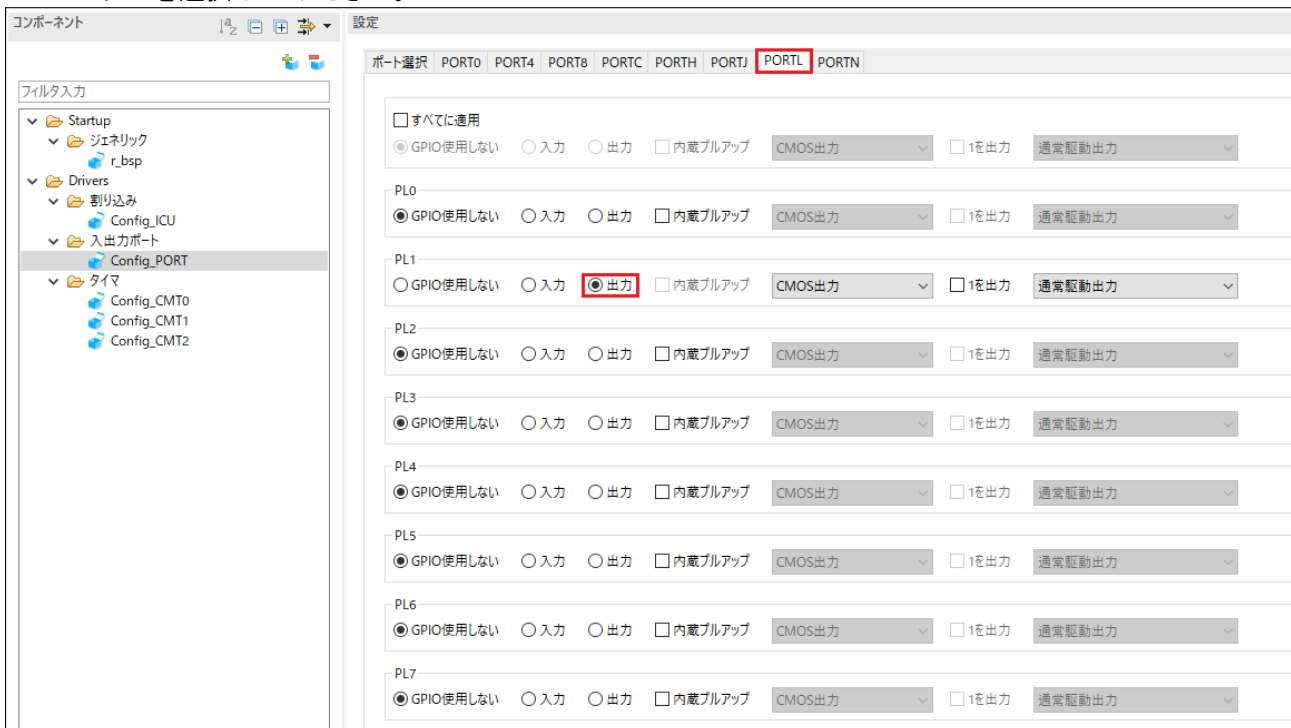 コンポーネント
設定
ポート選択 PORT0 PORT4 PORT8 PORTC PORTH PORTJ PORTL PORTN
フィルタ入力
Startup
ジェネリック
r_bsp
Drivers
割り込み
Config_ICU
入出力ポート
Config_PORT
タイマ
Config_CMT0
Config_CMT1
Config_CMT2
すべてに適用
GPIO使用しない 入力 出力 内蔵プルアップ CMOS出力 1を出力 通常駆動出力
PL0
GPIO使用しない 入力 出力 内蔵プルアップ CMOS出力 1を出力 通常駆動出力
PL1
GPIO使用しない 入力 出力 内蔵プルアップ CMOS出力 1を出力 通常駆動出力
PL2
GPIO使用しない 入力 出力 内蔵プルアップ CMOS出力 1を出力 通常駆動出力
PL3
GPIO使用しない 入力 出力 内蔵プルアップ CMOS出力 1を出力 通常駆動出力
PL4
GPIO使用しない 入力 出力 内蔵プルアップ CMOS出力 1を出力 通常駆動出力
PL5
GPIO使用しない 入力 出力 内蔵プルアップ CMOS出力 1を出力 通常駆動出力
PL6
GPIO使用しない 入力 出力 内蔵プルアップ CMOS出力 1を出力 通常駆動出力
PL7
GPIO使用しない 入力 出力 内蔵プルアップ CMOS出力 1を出力 通常駆動出力